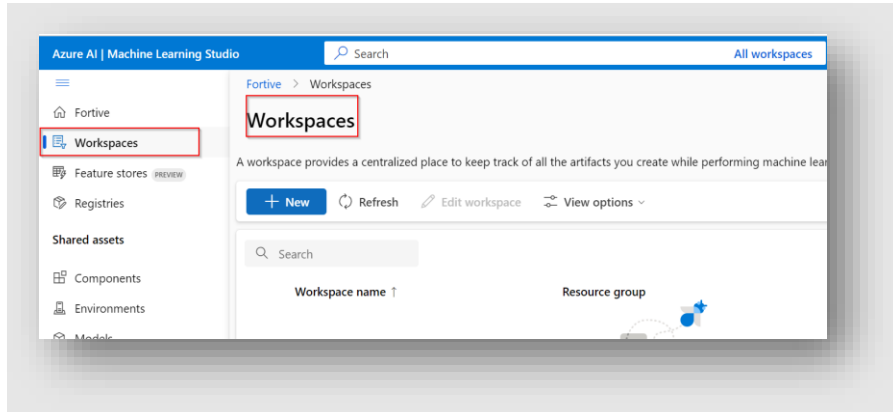 Azure AI | Machine Learning Studio
Search
All workspaces
Fortive > Workspaces
Fortive
Workspaces
Workspaces
A workspace provides a centralized place to keep track of all the artifacts you create while performing machine lear
Feature stores PREVIEW
New Refresh Edit workspace View options
Registries
Shared assets
Search
Components
Workspace name ↑ Resource group
Environments
Models